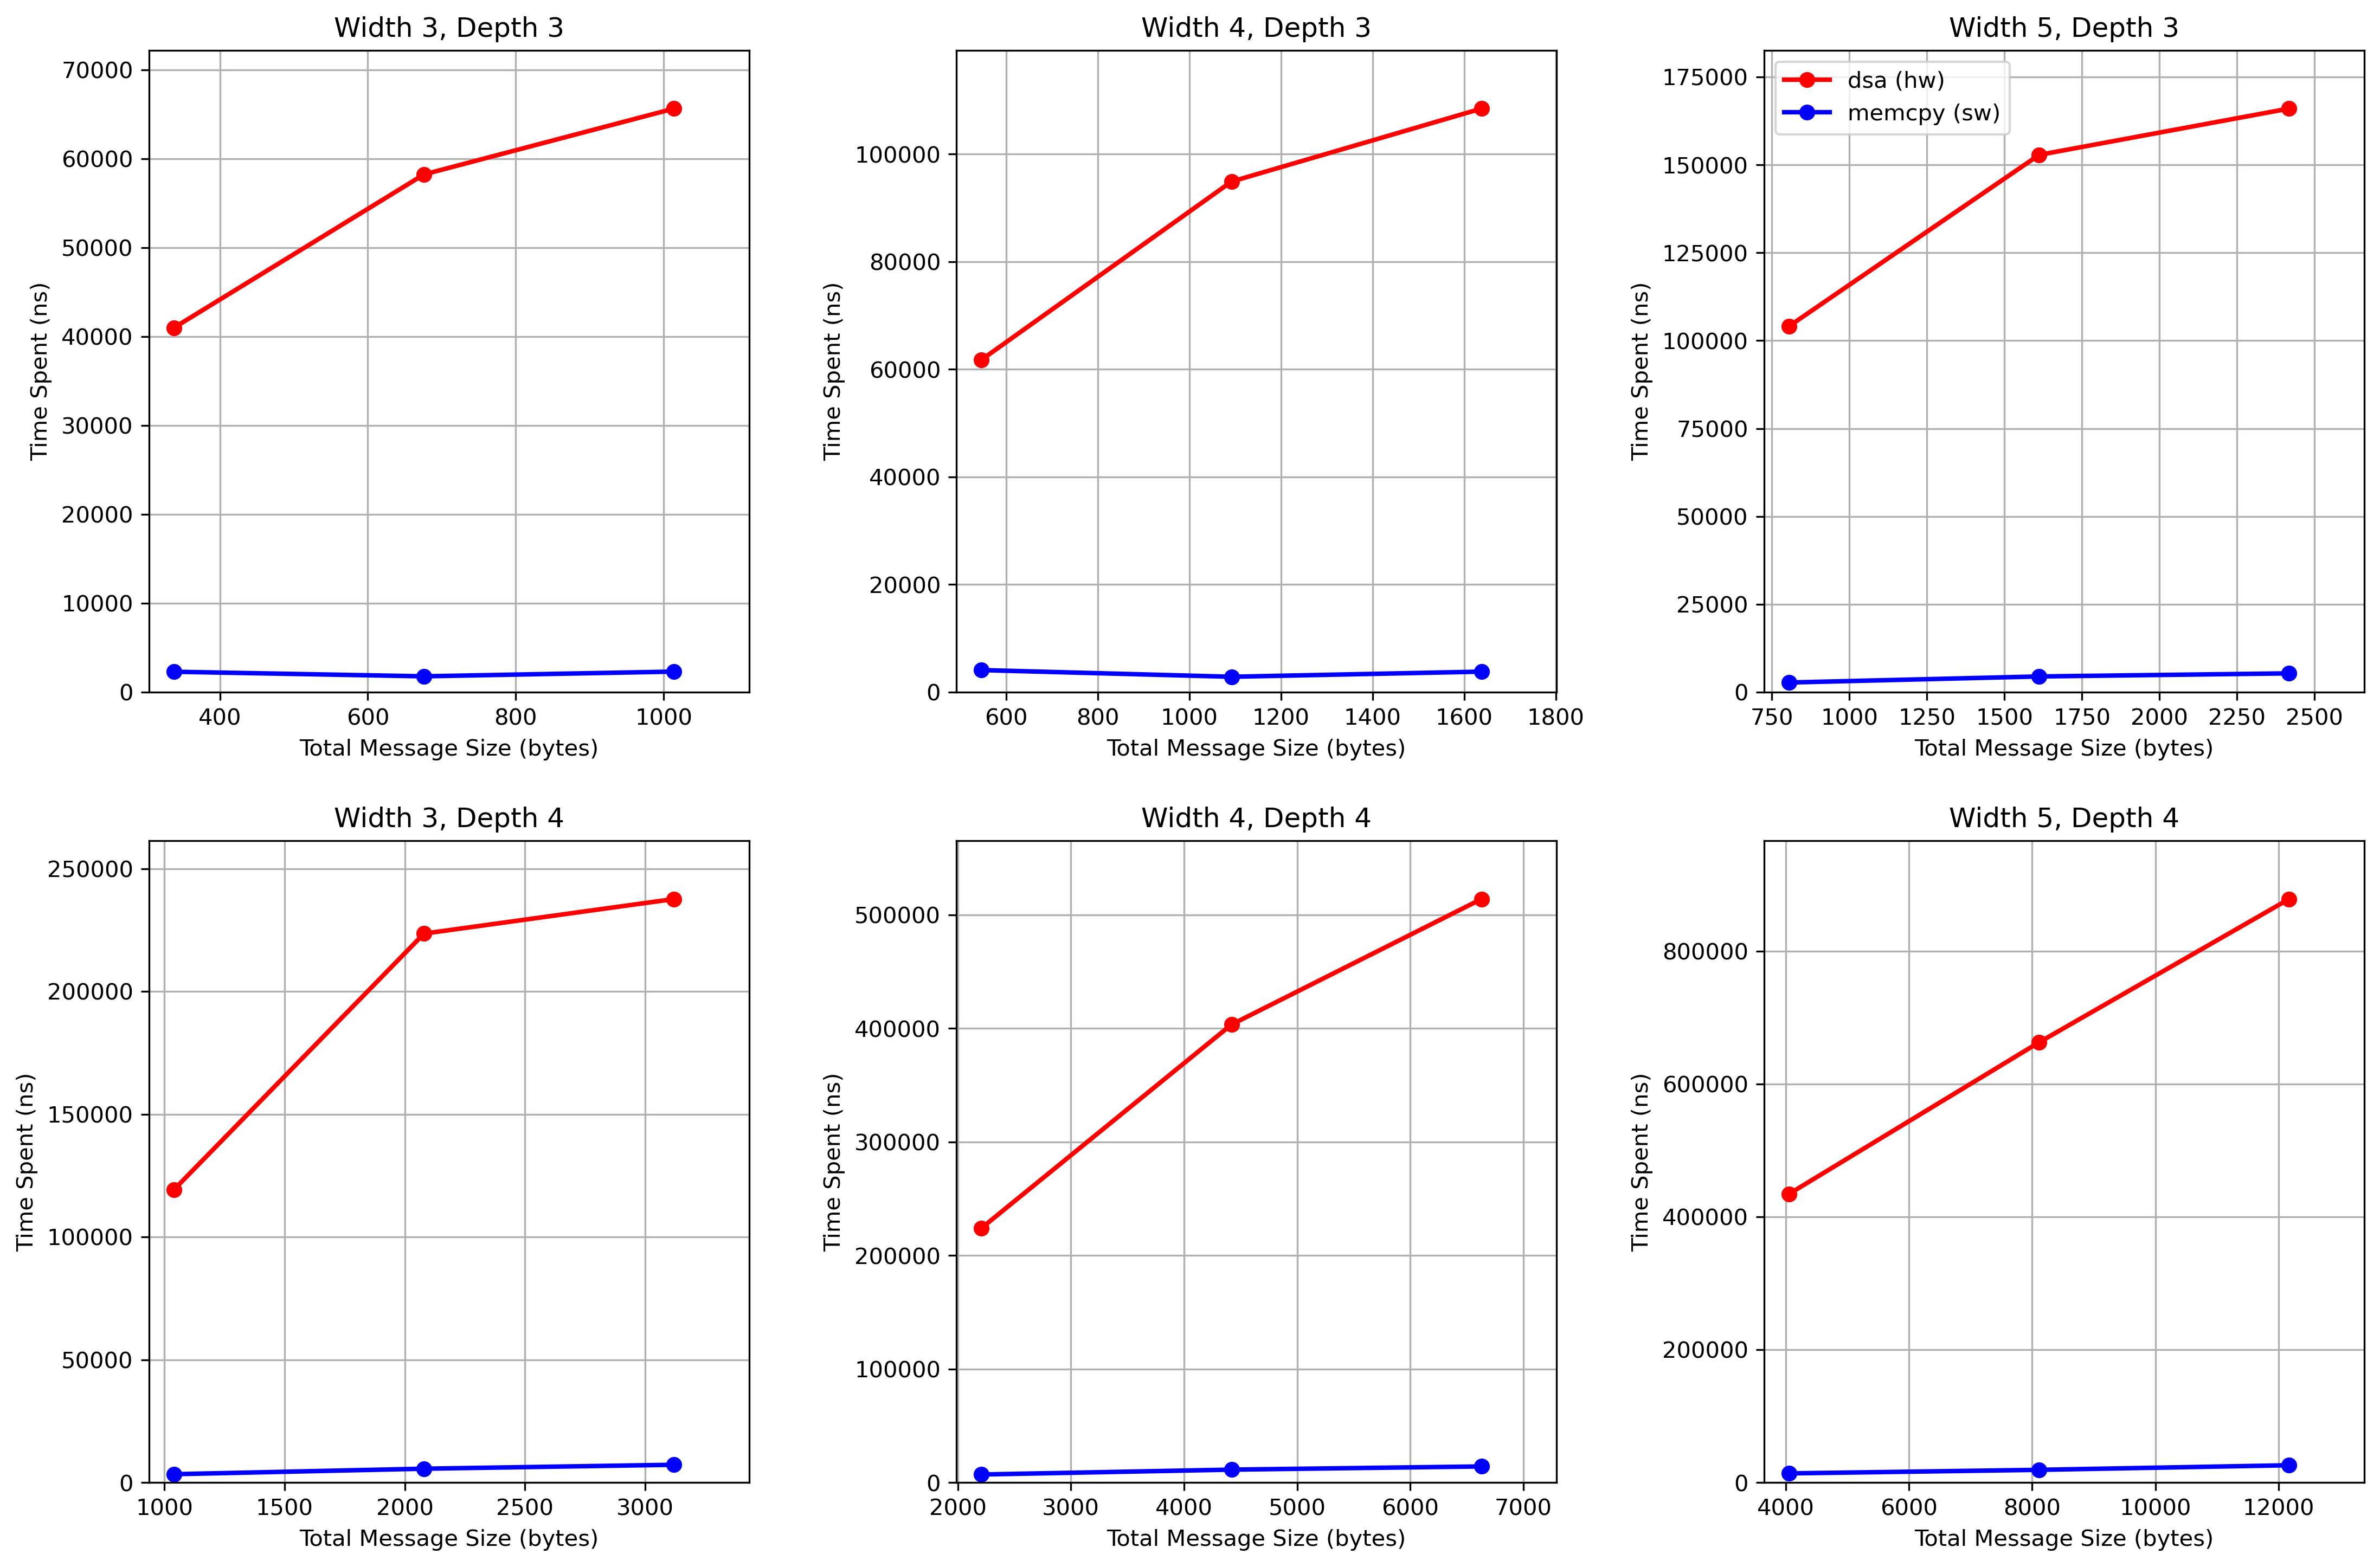 Width 3, Depth 3
70000
60000
50000
40000
30000
20000
10000
0
Time Spent (ns)
400 600 800 1000
Total Message Size (bytes)
Width 4, Depth 3
100000
80000
60000
40000
20000
0
Time Spent (ns)
600 800 1000 1200 1400 1600 1800
Total Message Size (bytes)
Width 5, Depth 3
dsa (hw)
memcpy (sw)
175000
150000
125000
100000
75000
50000
25000
0
Time Spent (ns)
750 1000 1250 1500 1750 2000 2250 2500
Total Message Size (bytes)
Width 3, Depth 4
250000
200000
150000
100000
50000
0
Time Spent (ns)
1000 1500 2000 2500 3000
Total Message Size (bytes)
Width 4, Depth 4
500000
400000
300000
200000
100000
0
Time Spent (ns)
2000 3000 4000 5000 6000 7000
Total Message Size (bytes)
Width 5, Depth 4
800000
600000
400000
200000
0
Time Spent (ns)
4000 6000 8000 10000 12000
Total Message Size (bytes)